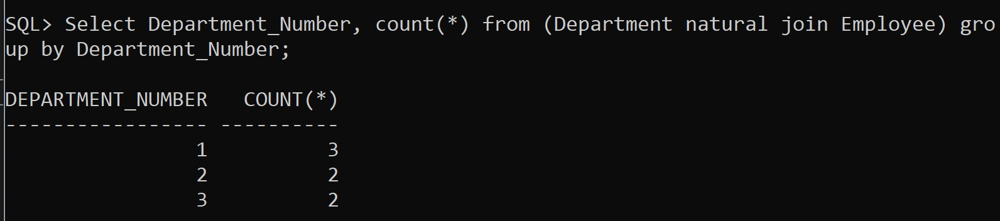 SQL> Select Department_Number, count(*) from (Department natural join Employee) gro
up by Department_Number;
DEPARTMENT_NUMBER   COUNT(*)
----------------- ----------
                1          3
                2          2
                3          2